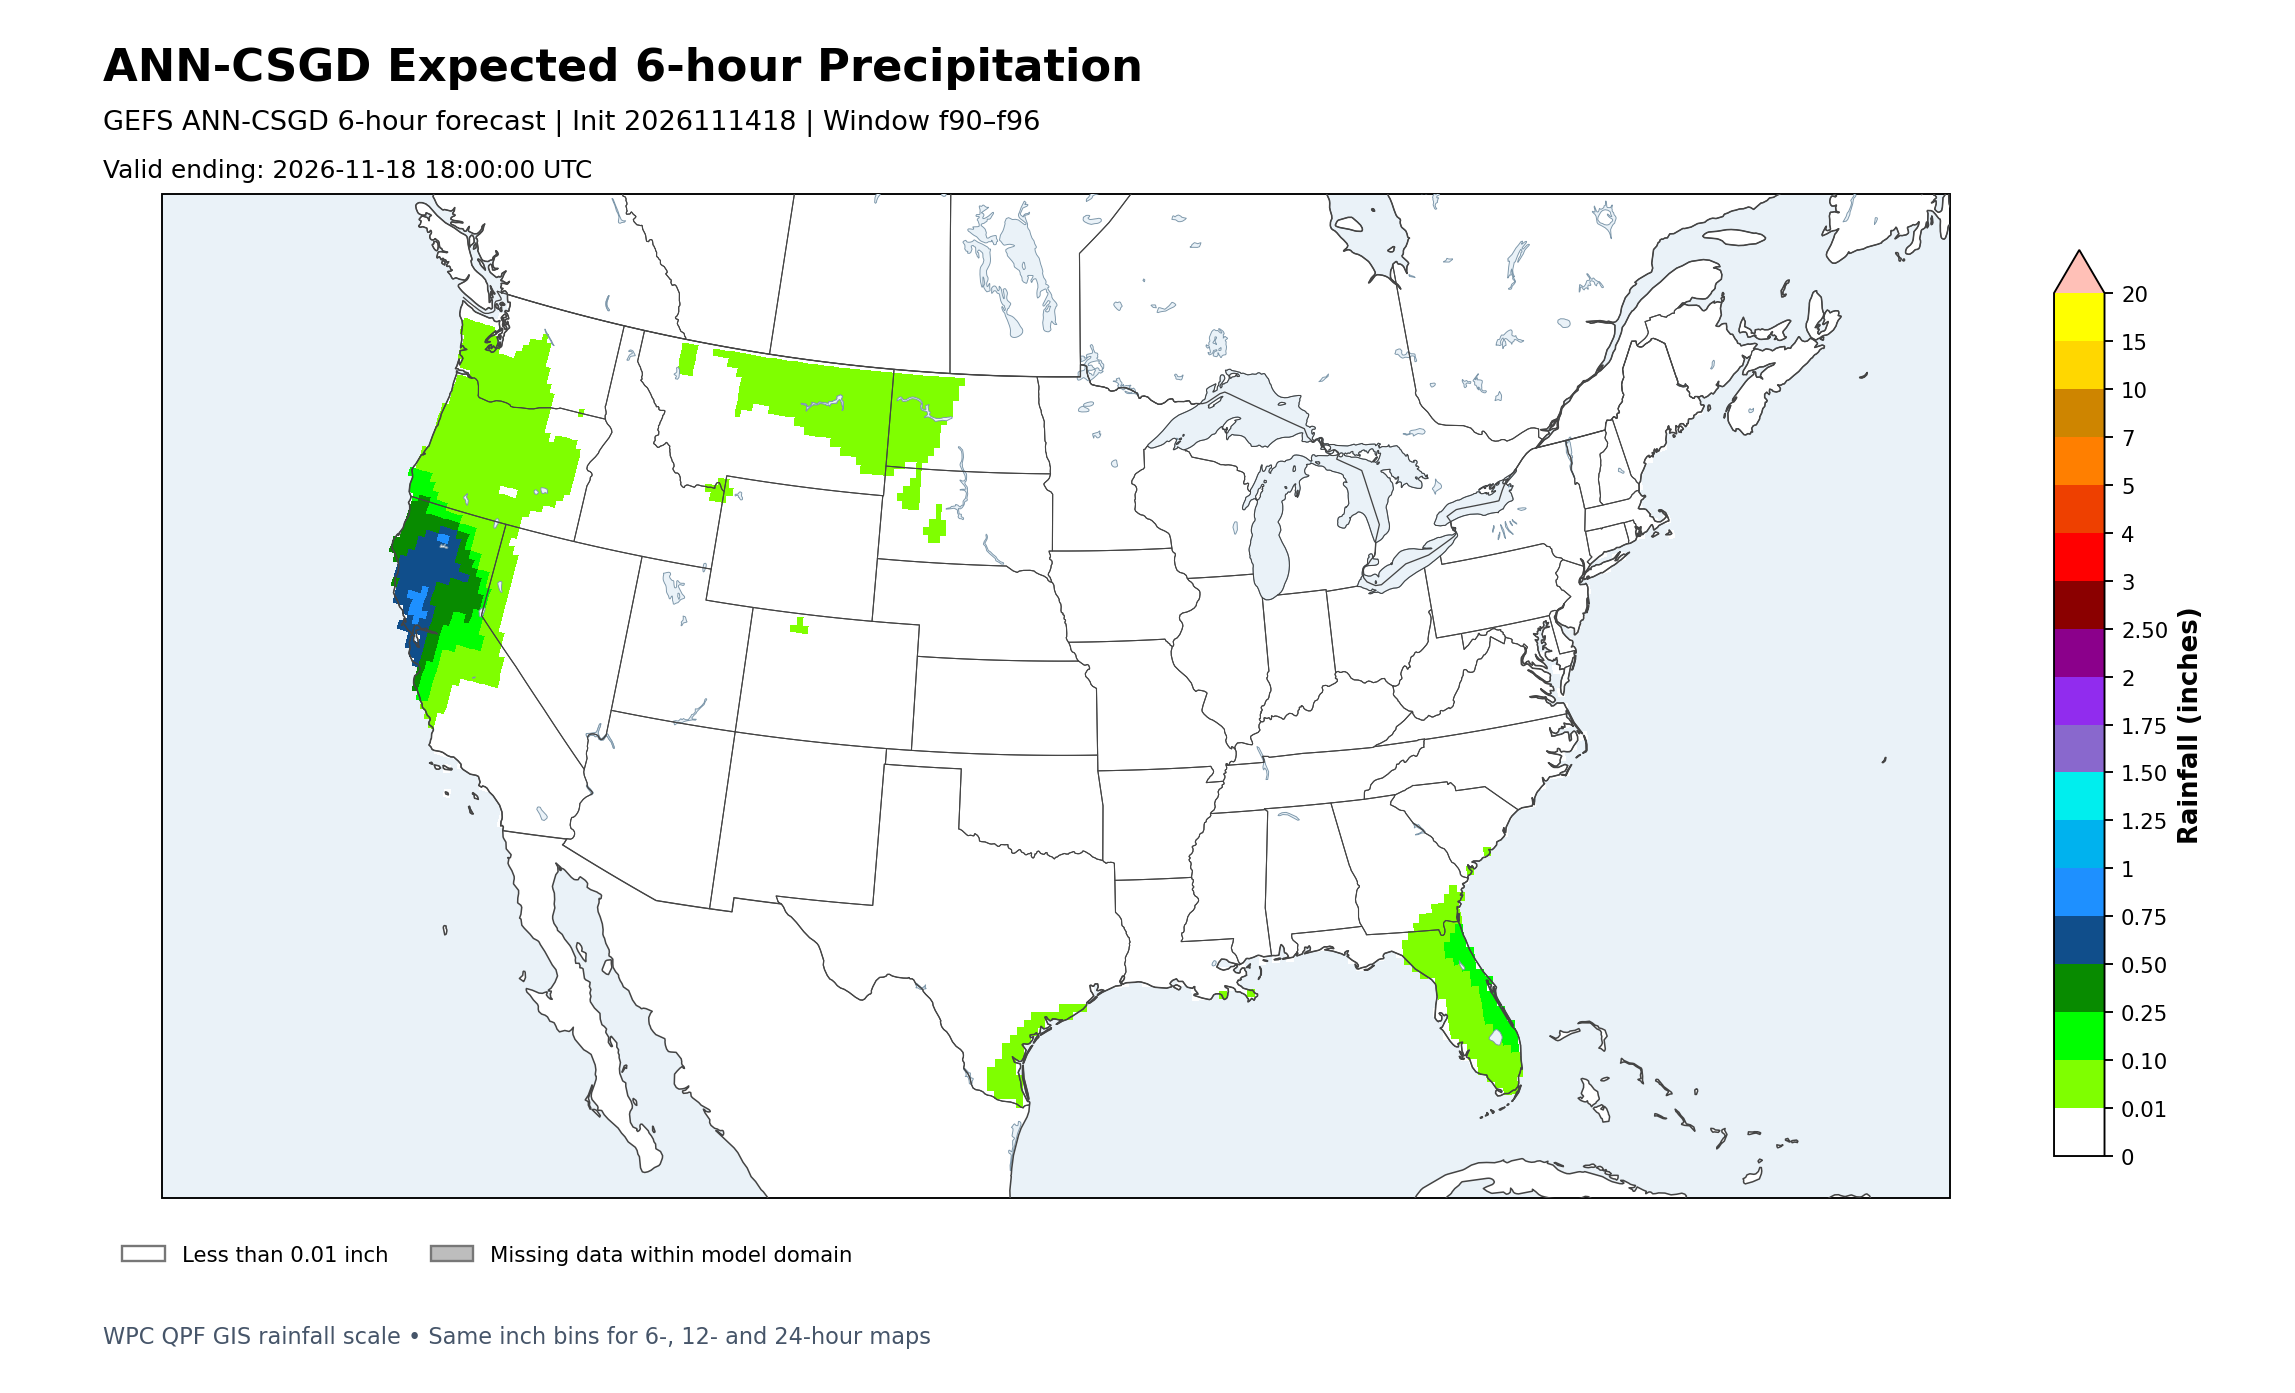 ANN-CSGD Expected 6-hour Precipitation
GEFS ANN-CSGD 6-hour forecast | Init 2026111418 | Window f90–f96
Valid ending: 2026-11-18 18:00:00 UTC
20
15
10
7
5
4
3
2.50
2
1.75
1.50
1.25
1
0.75
0.50
0.25
0.10
0.01
0
Rainfall (inches)
Less than 0.01 inch
Missing data within model domain
WPC QPF GIS rainfall scale • Same inch bins for 6-, 12- and 24-hour maps